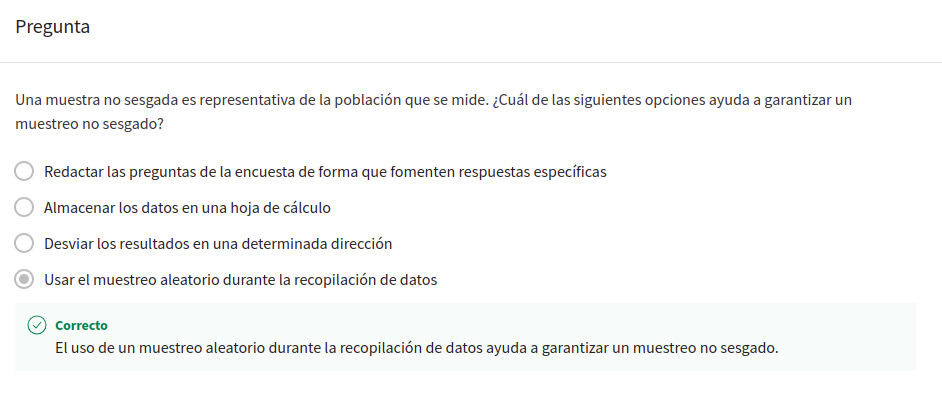 Pregunta
Una muestra no sesgada es representativa de la población que se mide. ¿Cuál de las siguientes opciones ayuda a garantizar un
muestreo no sesgado?
Redactar las preguntas de la encuesta de forma que fomenten respuestas específicas
Almacenar los datos en una hoja de cálculo
Desviar los resultados en una determinada dirección
Usar el muestreo aleatorio durante la recopilación de datos
Correcto
El uso de un muestreo aleatorio durante la recopilación de datos ayuda a garantizar un muestreo no sesgado.